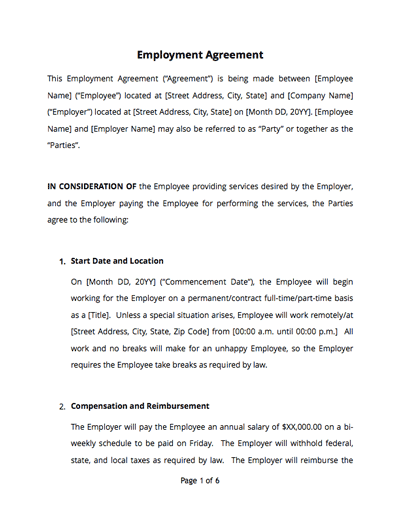 Employment Agreement
This Employment Agreement (“Agreement”) is being made between [Employee
Name] (“Employee”) located at [Street Address, City, State] and [Company Name]
(“Employer”) located at [Street Address, City, State] on [Month DD, 20YY]. [Employee
Name] and [Employer Name] may also be referred to as “Party” or together as the
“Parties”.
IN CONSIDERATION OF the Employee providing services desired by the Employer,
and the Employer paying the Employee for performing the services, the Parties
agree to the following:
1. Start Date and Location
On [Month DD, 20YY] (“Commencement Date”), the Employee will begin
working for the Employer on a permanent/contract full-time/part-time basis
as a [Title]. Unless a special situation arises, Employee will work remotely/at
[Street Address, City, State, Zip Code] from [00:00 a.m. until 00:00 p.m.] All
work and no breaks will make for an unhappy Employee, so the Employer
requires the Employee take breaks as required by law.
2. Compensation and Reimbursement
The Employer will pay the Employee an annual salary of $XX,000.00 on a bi-
weekly schedule to be paid on Friday. The Employer will withhold federal,
state, and local taxes as required by law. The Employer will reimburse the
Page 1 of 6